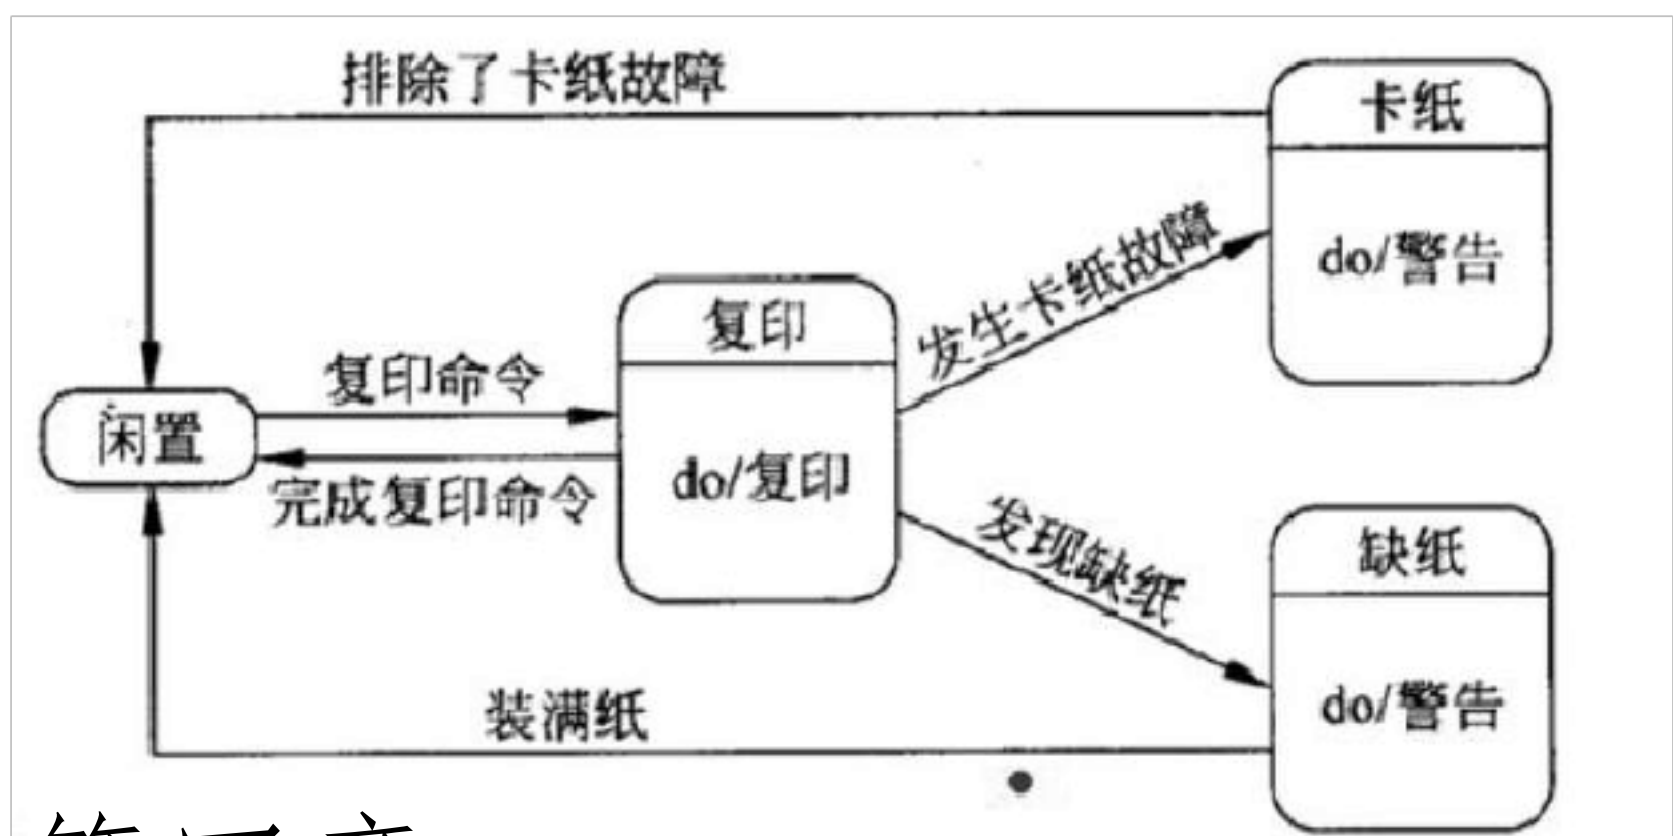 排除了卡纸故障
卡纸
do/警告
发生卡纸故障
复印
do/复印
复印命令
闲置
完成复印命令
发现缺纸
缺纸
do/警告
装满纸